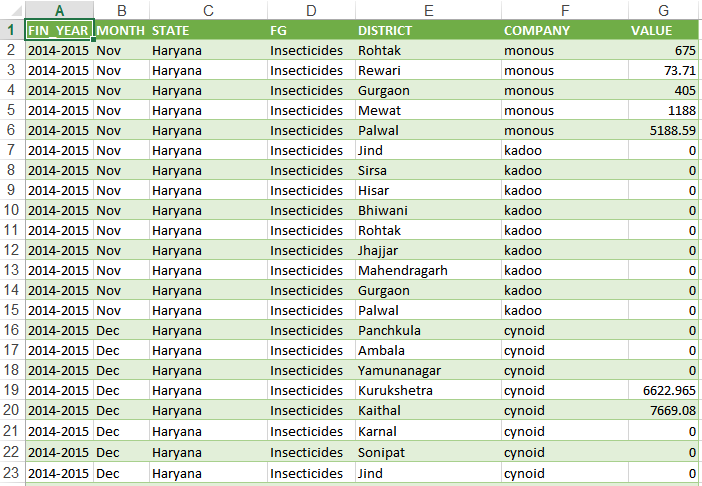 A B C D E F G
1 FIN_YEAR MONTH STATE FG DISTRICT COMPANY VALUE
2 2014-2015 Nov Haryana Insecticides Rohtak monous 675
3 2014-2015 Nov Haryana Insecticides Rewari monous 73.71
4 2014-2015 Nov Haryana Insecticides Gurgaon monous 405
5 2014-2015 Nov Haryana Insecticides Mewat monous 1188
6 2014-2015 Nov Haryana Insecticides Palwal monous 5188.59
7 2014-2015 Nov Haryana Insecticides Jind kadoo 0
8 2014-2015 Nov Haryana Insecticides Sirsa kadoo 0
9 2014-2015 Nov Haryana Insecticides Hisar kadoo 0
10 2014-2015 Nov Haryana Insecticides Bhiwani kadoo 0
11 2014-2015 Nov Haryana Insecticides Rohtak kadoo 0
12 2014-2015 Nov Haryana Insecticides Jhajjar kadoo 0
13 2014-2015 Nov Haryana Insecticides Mahendragarh kadoo 0
14 2014-2015 Nov Haryana Insecticides Gurgaon kadoo 0
15 2014-2015 Nov Haryana Insecticides Palwal kadoo 0
16 2014-2015 Dec Haryana Insecticides Panchkula cynoid 0
17 2014-2015 Dec Haryana Insecticides Ambala cynoid 0
18 2014-2015 Dec Haryana Insecticides Yamunanagar cynoid 0
19 2014-2015 Dec Haryana Insecticides Kurukshetra cynoid 6622.965
20 2014-2015 Dec Haryana Insecticides Kaithal cynoid 7669.08
21 2014-2015 Dec Haryana Insecticides Karnal cynoid 0
22 2014-2015 Dec Haryana Insecticides Sonipat cynoid 0
23 2014-2015 Dec Haryana Insecticides Jind cynoid 0